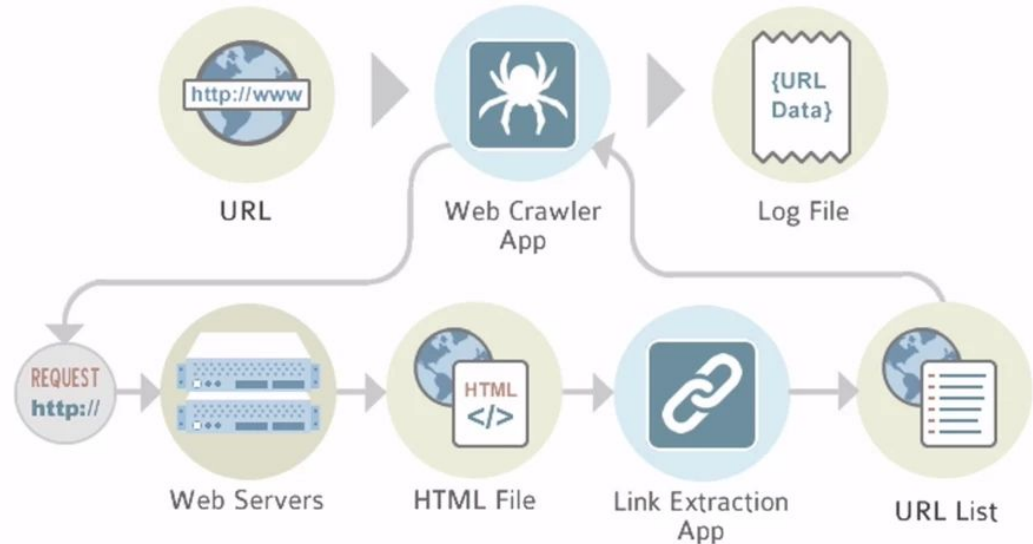 http://www
{URL
Data}
URL
Web Crawler
App
Log File
REQUEST
http://
HTML
</>
Web Servers
HTML File
Link Extraction
App
URL List